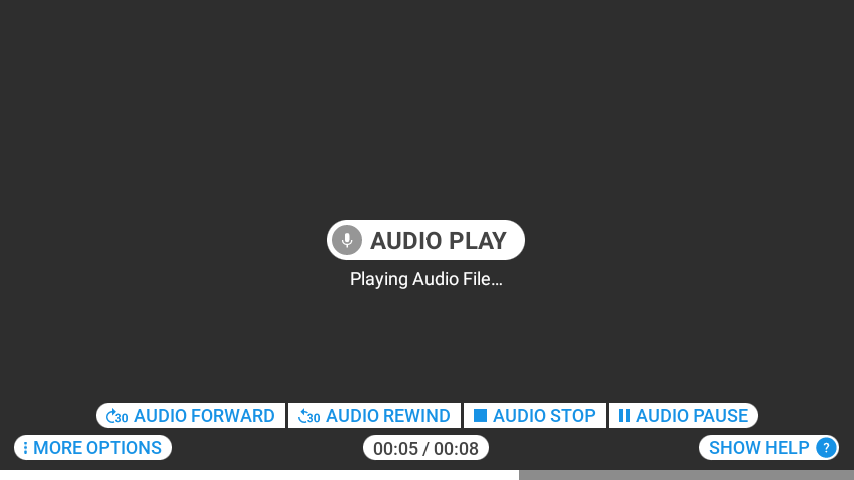 AUDIO PLAY
Playing Audio File...
30 AUDIO FORWARD 30 AUDIO REWIND AUDIO STOP AUDIO PAUSE
MORE OPTIONS 00:05 / 00:08 SHOW HELP ?